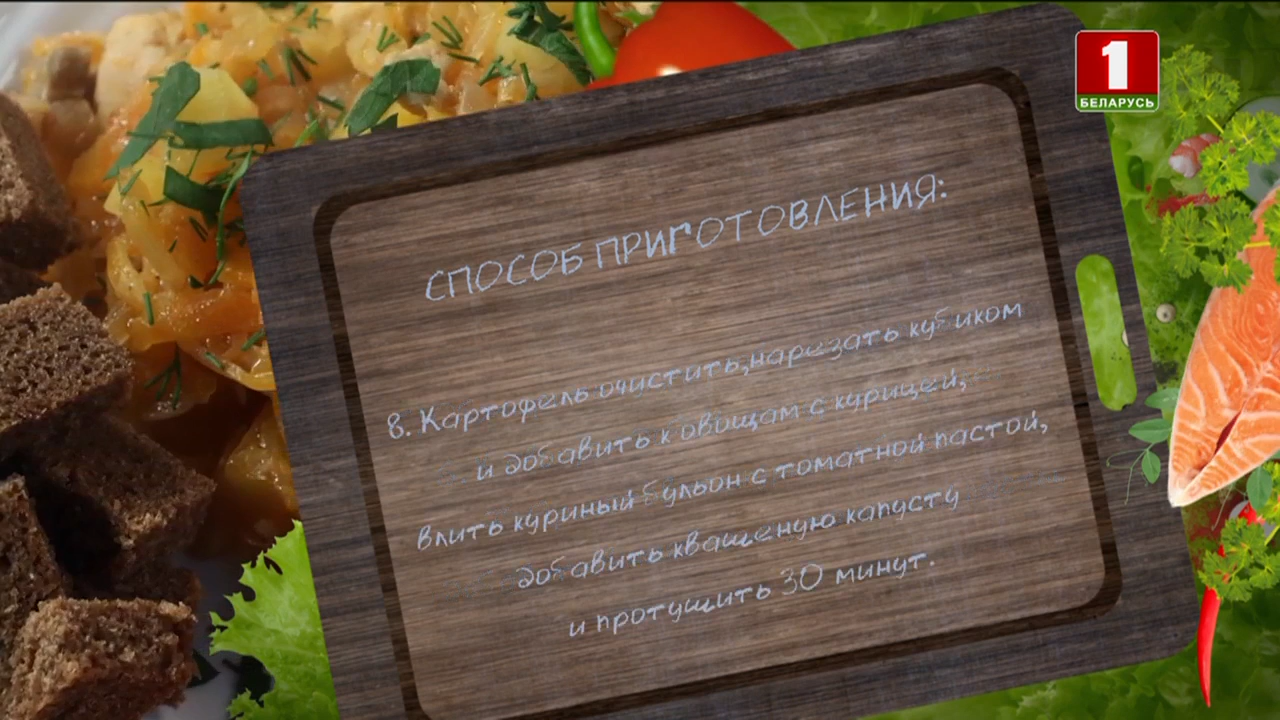 1
БЕЛАРУСЬ
СПОСОБ ПРИГОТОВЛЕНИЯ:
8. Картофель очистить,нарезать кубиком
и добавить к овощам с курицей,
влить куриный бульон с томатной пастой,
добавить квашеную капусту
и протушить 30 минут.